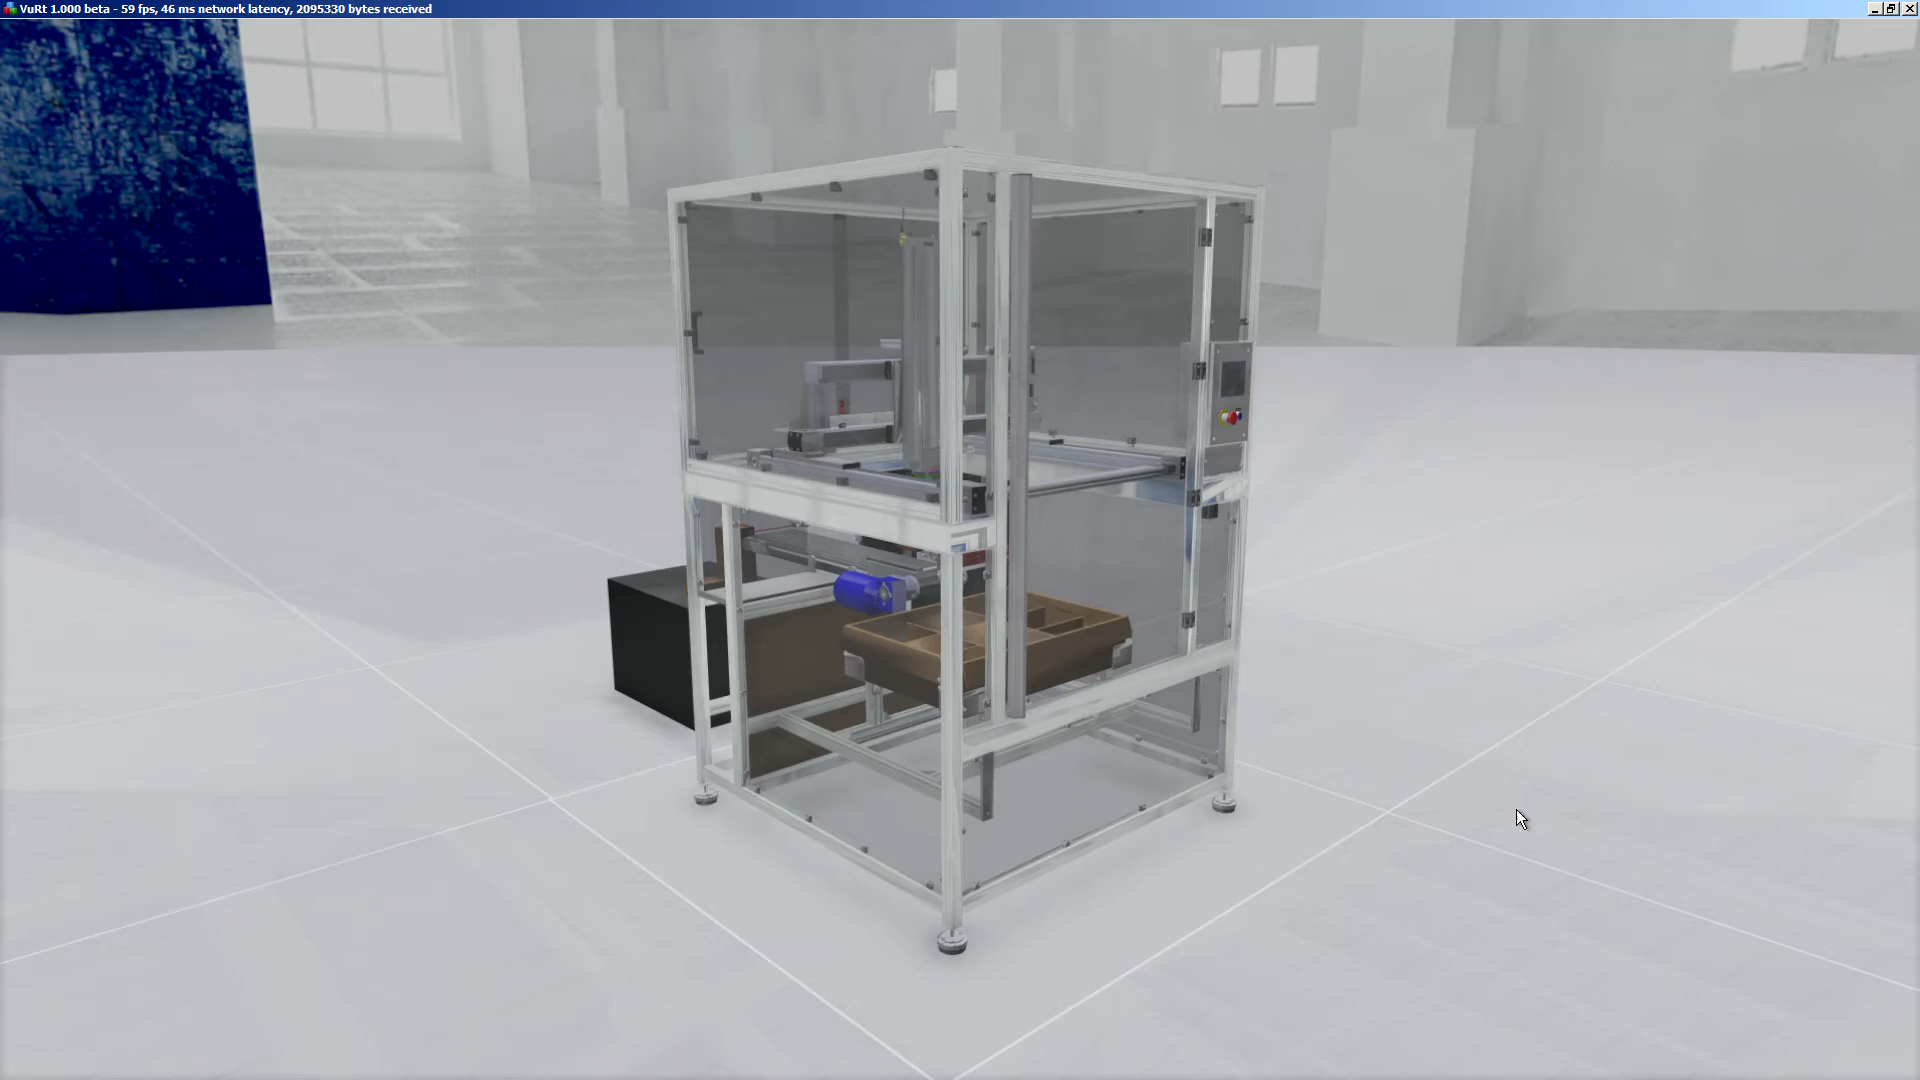 VuRt 1.000 beta - 59 fps, 46 ms network latency, 2095330 bytes received